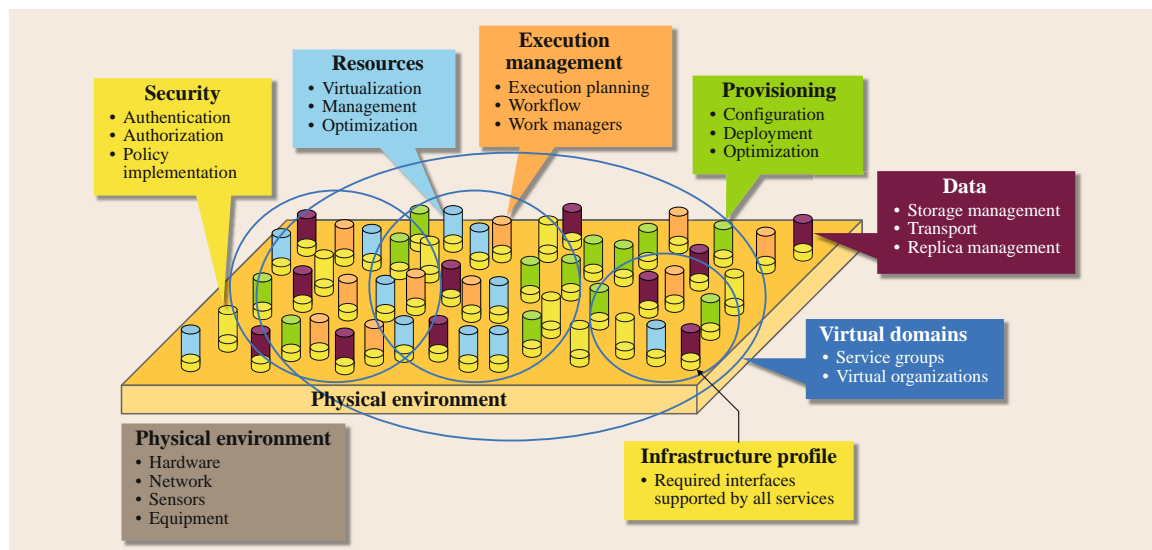 Execution
management
• Execution planning
• Workflow
• Work managers
Resources
• Virtualization
• Management
• Optimization
Security
• Authentication
• Authorization
• Policy
implementation
Provisioning
• Configuration
• Deployment
• Optimization
Data
• Storage management
• Transport
• Replica management
Virtual domains
• Service groups
• Virtual organizations
Physical environment
Physical environment
• Hardware
• Network
• Sensors
• Equipment
Infrastructure profile
• Required interfaces
supported by all services